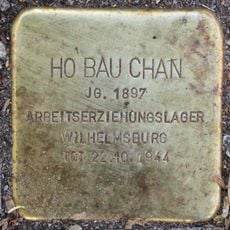 HO BAU CHAN
JG. 1897
ARBEITSERZIEHUNGSLAGER
WILHELMSBURG
TOT 22.10.1944